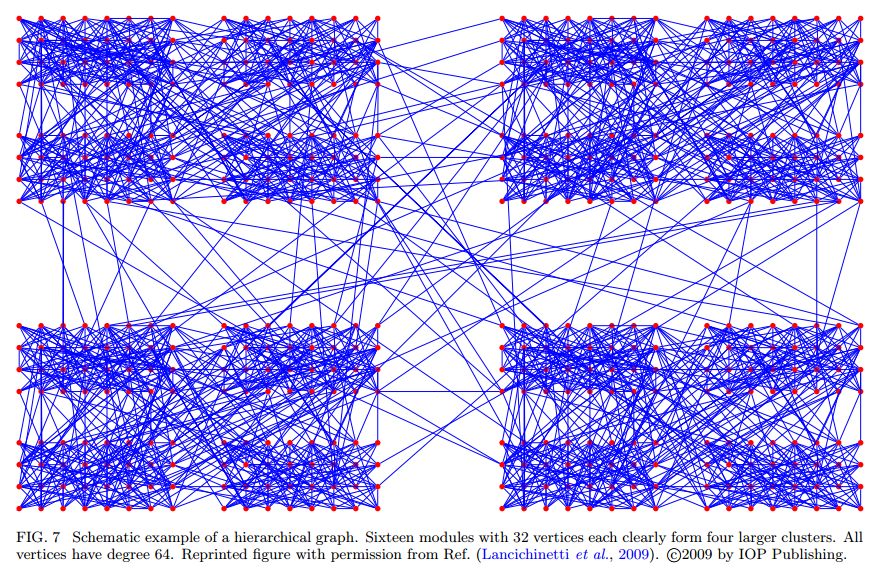 FIG. 7 Schematic example of a hierarchical graph. Sixteen modules with 32 vertices each clearly form four larger clusters. All
vertices have degree 64. Reprinted figure with permission from Ref. (Lancichinetti et al., 2009). ©2009 by IOP Publishing.